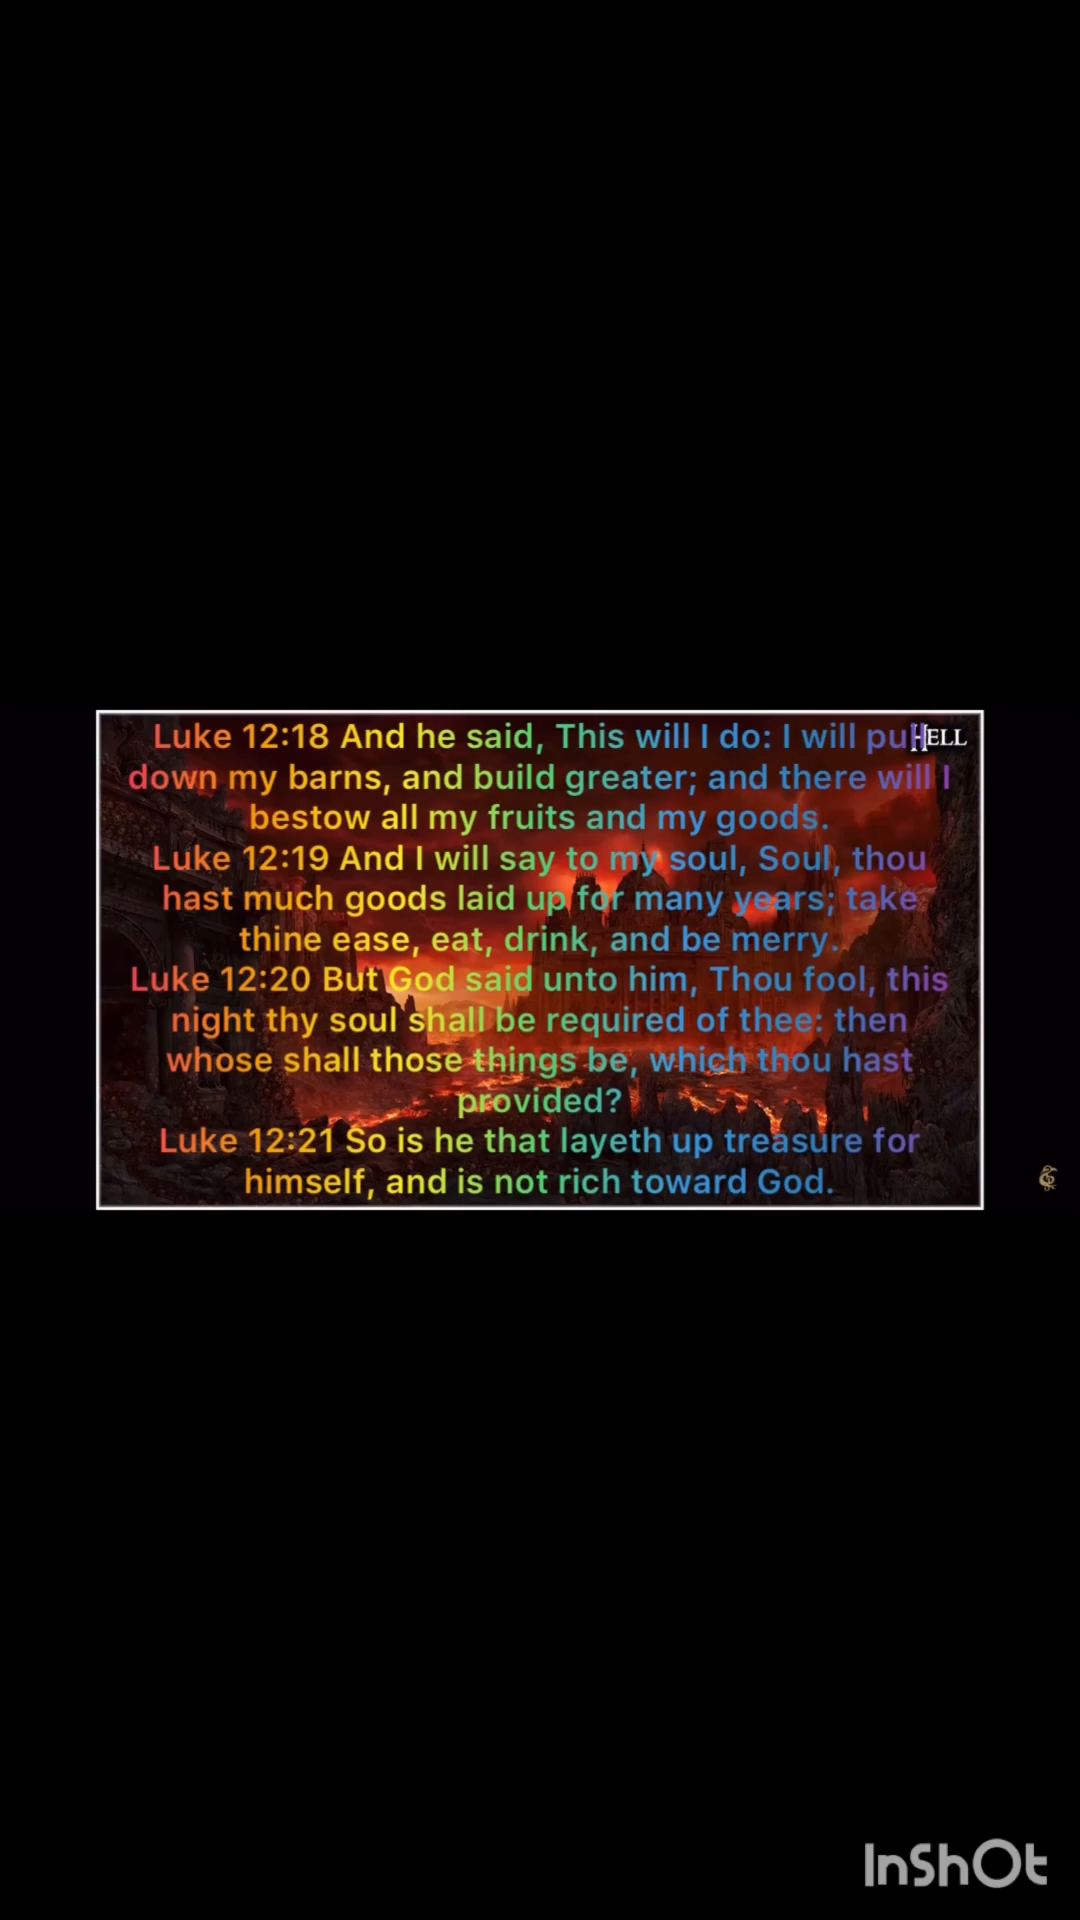 Luke 12:18 And he said, This will I do: I will pull
HELL
down my barns, and build greater; and there will I
bestow all my fruits and my goods.
Luke 12:19 And I will say to my soul, Soul, thou
hast much goods laid up for many years; take
thine ease, eat, drink, and be merry.
Luke 12:20 But God said unto him, Thou fool, this
night thy soul shall be required of thee: then
whose shall those things be, which thou hast
provided?
Luke 12:21 So is he that layeth up treasure for
himself, and is not rich toward God.
InShOt